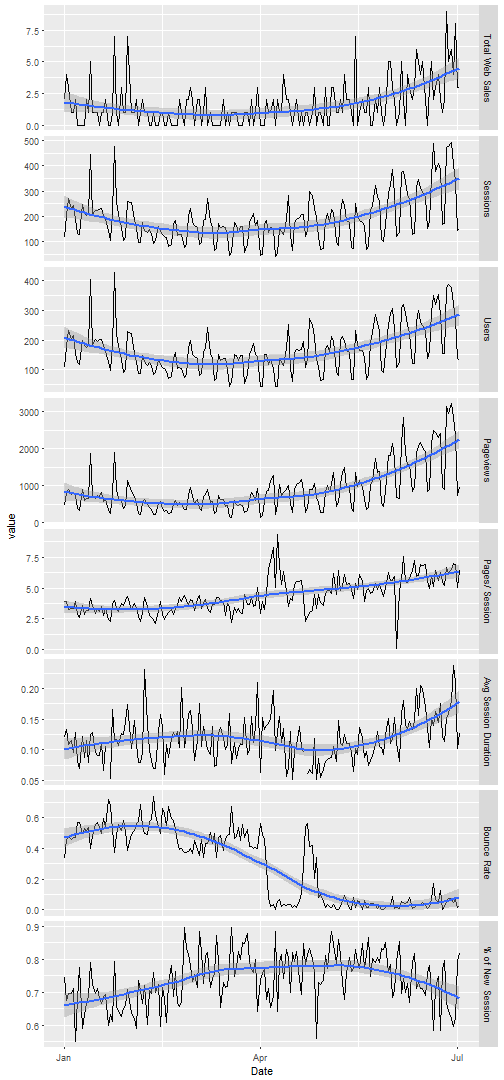 7.5
5.0
2.5
0.0
Total Web Sales
500
400
300
200
100
Sessions
400
300
200
100
Users
3000
2000
1000
0
Pageviews
value
7.5
5.0
2.5
0.0
Pages/ Session
0.20
0.15
0.10
0.05
Avg Session Duration
0.6
0.4
0.2
0.0
Bounce Rate
0.9
0.8
0.7
0.6
% of New Session
Jan
Apr
Jul
Date